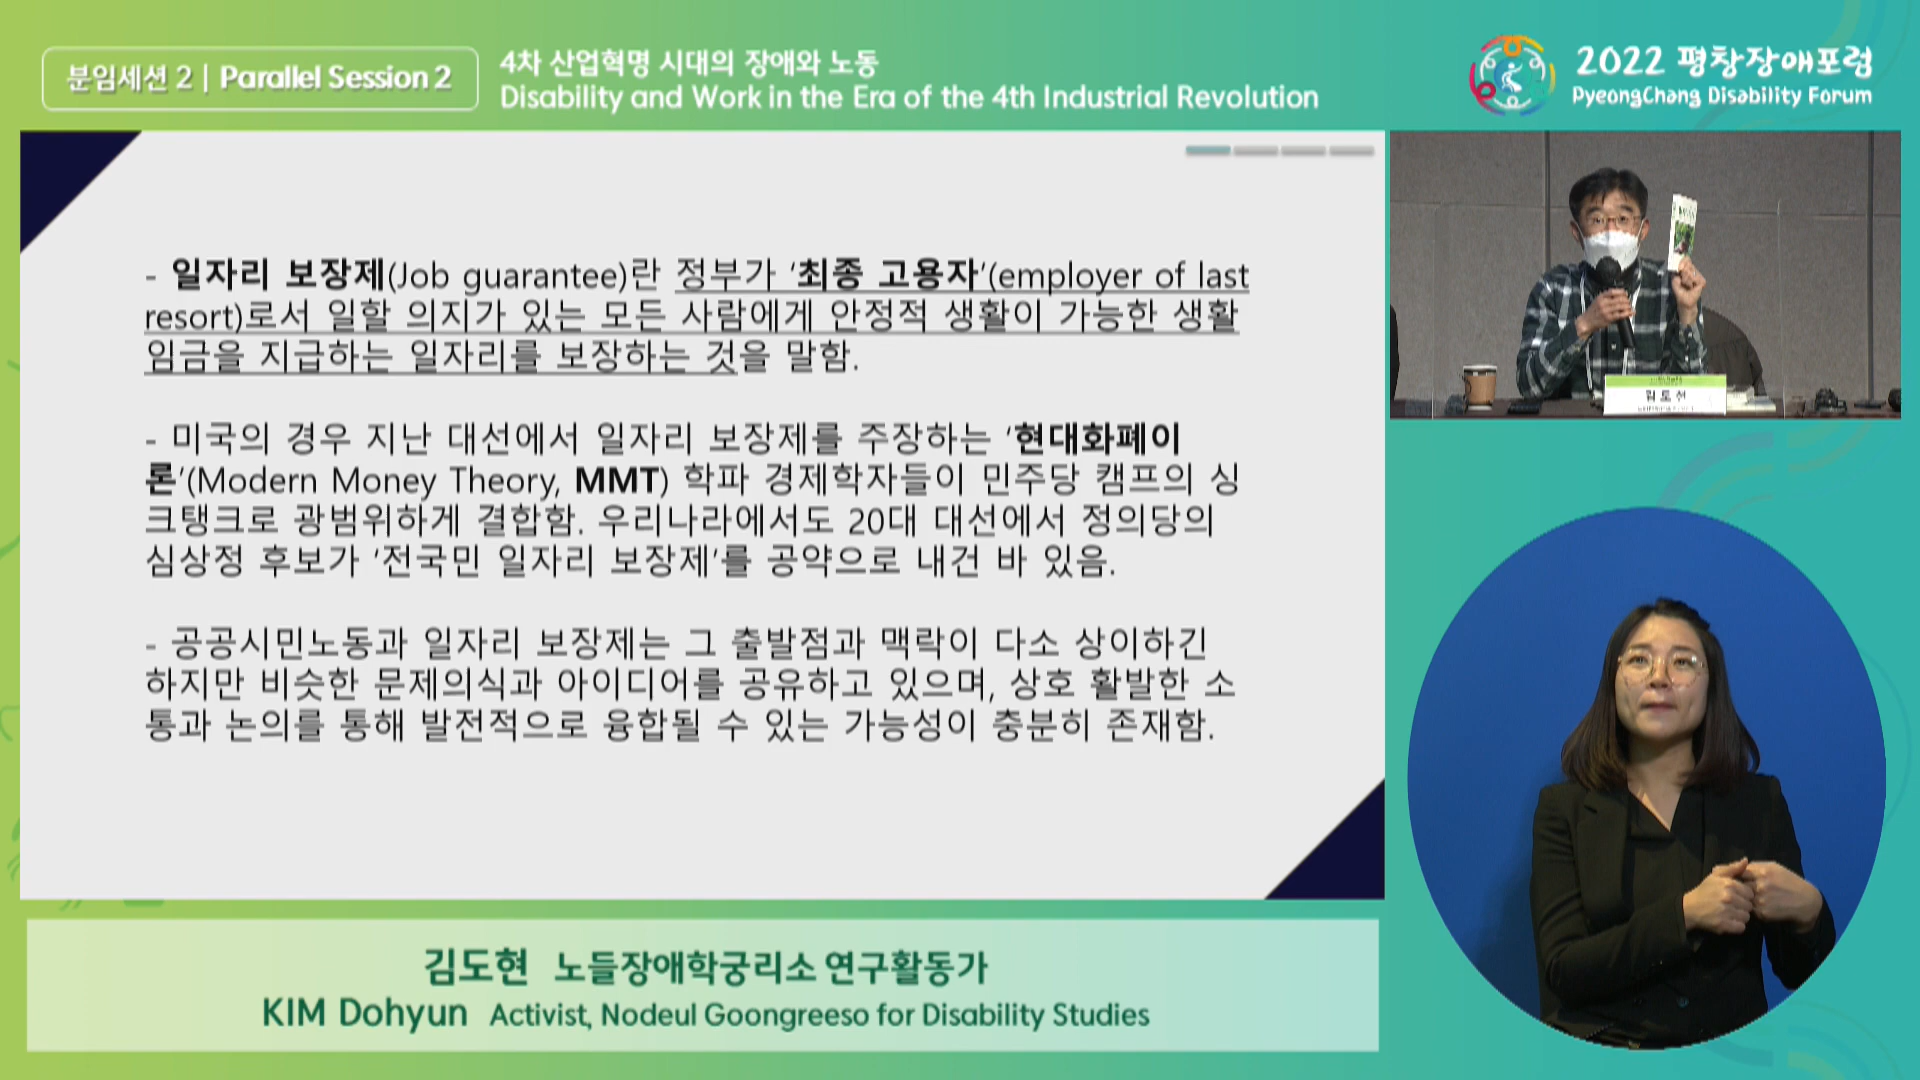 분임세션 2 | Parallel Session 2
4차 산업혁명 시대의 장애와 노동
Disability and Work in the Era of the 4th Industrial Revolution
2022 평창장애포럼
PyeongChang Disability Forum
- 일자리 보장제(Job guarantee)란 정부가 ‘최종 고용자’(employer of last
resort)로서 일할 의지가 있는 모든 사람에게 안정적 생활이 가능한 생활
임금을 지급하는 일자리를 보장하는 것을 말함.
- 미국의 경우 지난 대선에서 일자리 보장제를 주장하는 ‘현대화폐이
론’(Modern Money Theory, MMT) 학파 경제학자들이 민주당 캠프의 싱
크탱크로 광범위하게 결합함. 우리나라에서도 20대 대선에서 정의당의
심상정 후보가 ‘전국민 일자리 보장제’를 공약으로 내건 바 있음.
- 공공시민노동과 일자리 보장제는 그 출발점과 맥락이 다소 상이하긴
하지만 비슷한 문제의식과 아이디어를 공유하고 있으며, 상호 활발한 소
통과 논의를 통해 발전적으로 융합될 수 있는 가능성이 충분히 존재함.
김도현
김도현 노들장애학궁리소 연구활동가
KIM Dohyun Activist, Nodeul Goongreeso for Disability Studies